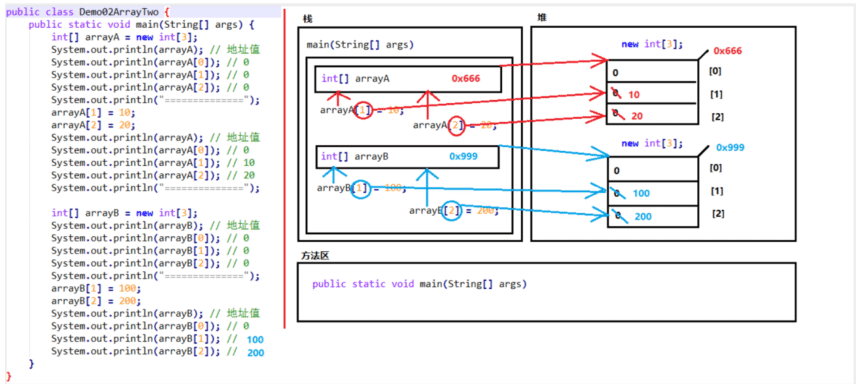 public class Demo02ArrayTwo {
public static void main(String[] args) {
int[] arrayA = new int[3];
System.out.println(arrayA); // 地址值
System.out.println(arrayA[0]); // 0
System.out.println(arrayA[1]); // 0
System.out.println(arrayA[2]); // 0
System.out.println("=============");
arrayA[1] = 10;
arrayA[2] = 20;
System.out.println(arrayA); // 地址值
System.out.println(arrayA[0]); // 0
System.out.println(arrayA[1]); // 10
System.out.println(arrayA[2]); // 20
System.out.println("=============");
int[] arrayB = new int[3];
System.out.println(arrayB); // 地址值
System.out.println(arrayB[0]); // 0
System.out.println(arrayB[1]); // 0
System.out.println(arrayB[2]); // 0
System.out.println("=============");
arrayB[1] = 100;
arrayB[2] = 200;
System.out.println(arrayB); // 地址值
System.out.println(arrayB[0]); // 0
System.out.println(arrayB[1]); // 100
System.out.println(arrayB[2]); // 200
}
}
栈
main(String[] args)
int[] arrayA 0x666
arrayA[1] = 10;
arrayA[2] = 20;
int[] arrayB 0x999
arrayB[1] = 100;
arrayB[2] = 200;
堆
new int[3];
0x666
0 [0]
0 10 [1]
0 20 [2]
new int[3];
0x999
0 [0]
0 100 [1]
0 200 [2]
方法区
public static void main(String[] args)